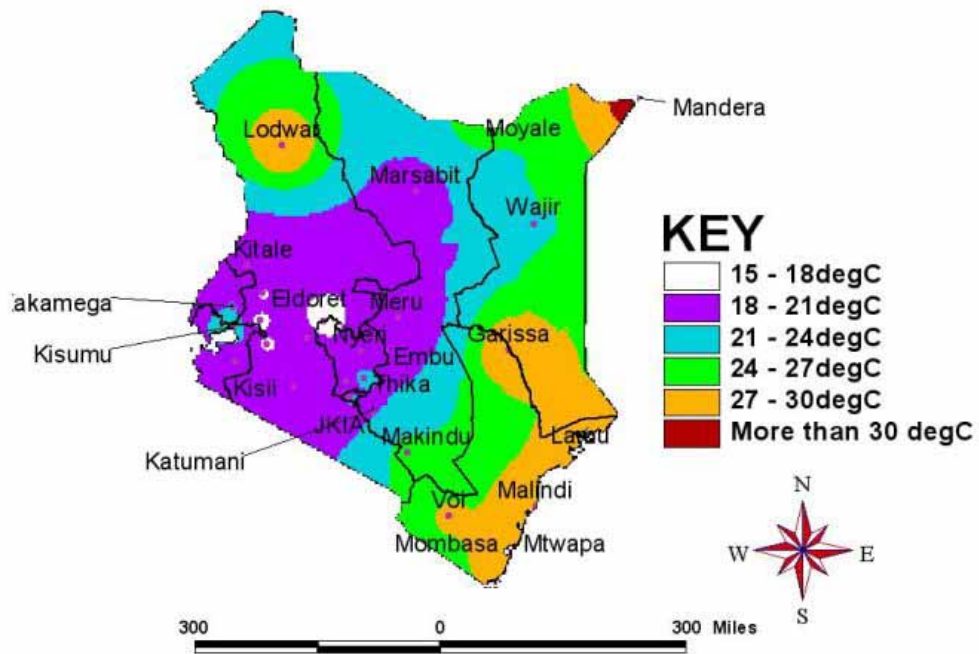 Lodwar
Moyale
Mandera
Marsabit
Wajir
Kitale
akamega
Eldoret
Meru
Kisumu
Nyeri
Garissa
Embu
Kisii
Thika
JKIA
Makindu
Lamu
Katumani
Malindi
Voi
Mombasa
Mtwapa
KEY
15 - 18degC
18 - 21degC
21 - 24degC
24 - 27degC
27 - 30degC
More than 30 degC
N
W
E
S
300
0
300 Miles